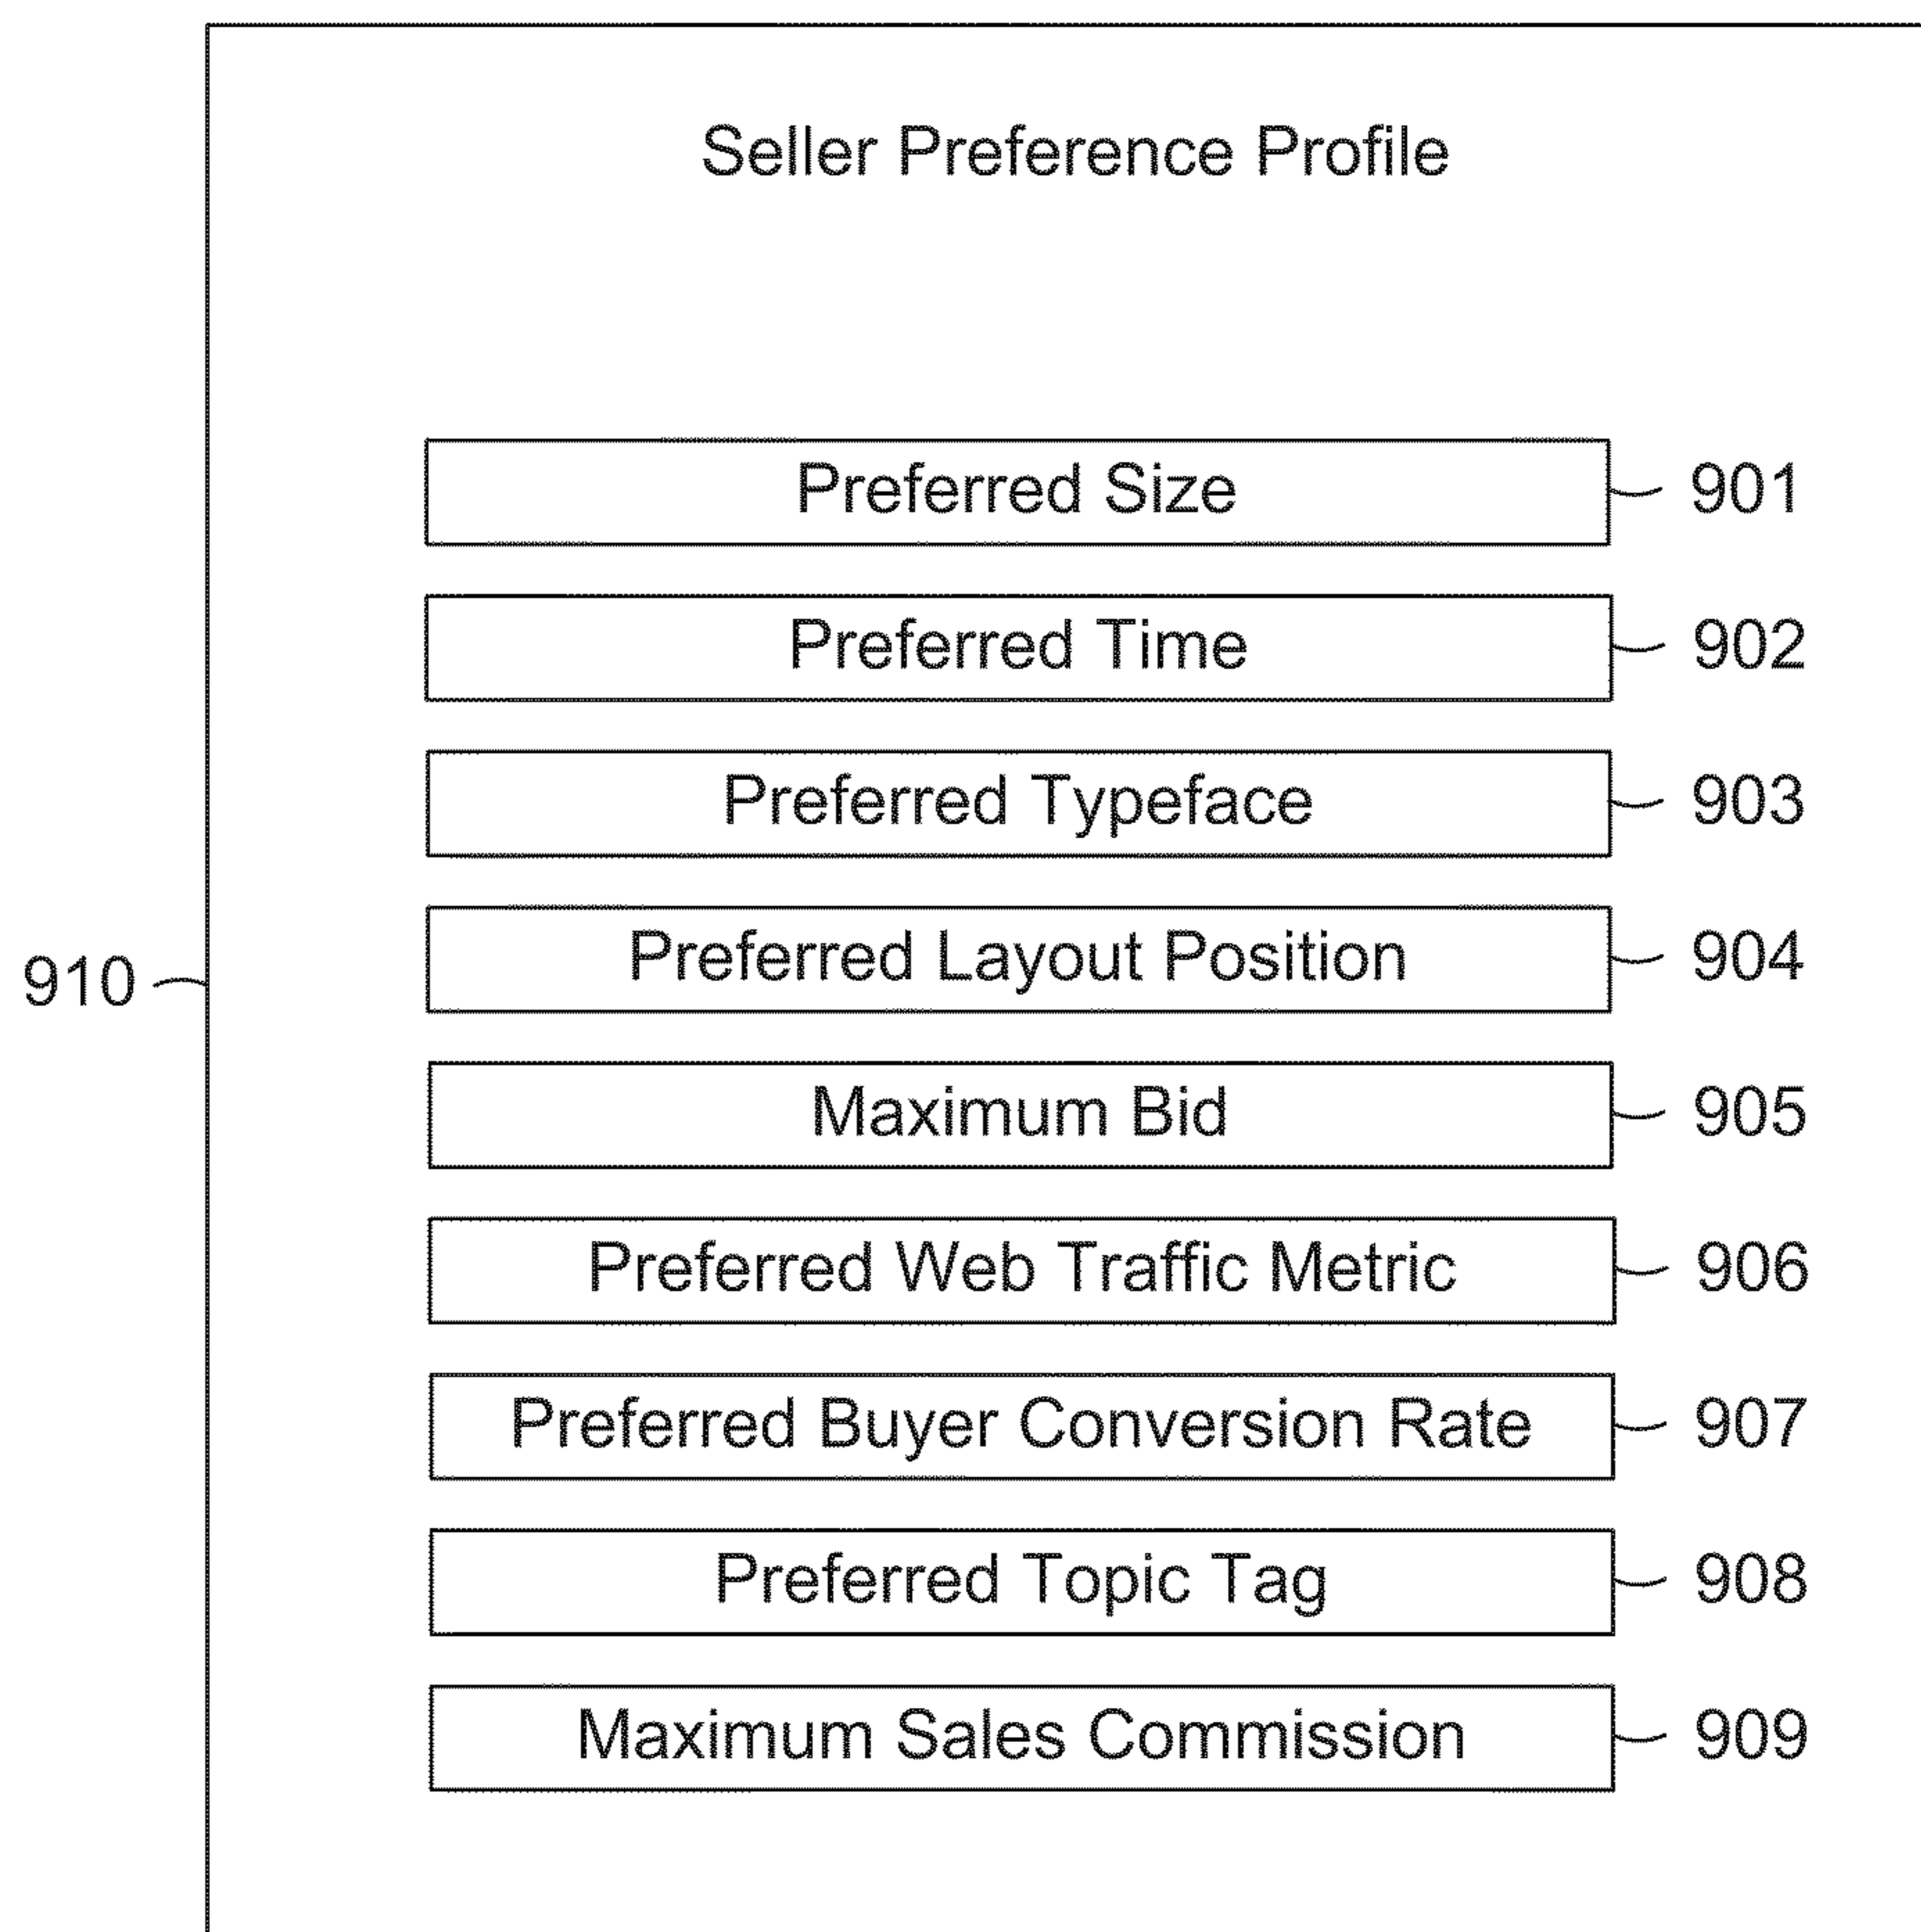 Seller Preference Profile
Preferred Size 901
Preferred Time 902
Preferred Typeface 903
Preferred Layout Position 904
910
Maximum Bid 905
Preferred Web Traffic Metric 906
Preferred Buyer Conversion Rate 907
Preferred Topic Tag 908
Maximum Sales Commission 909